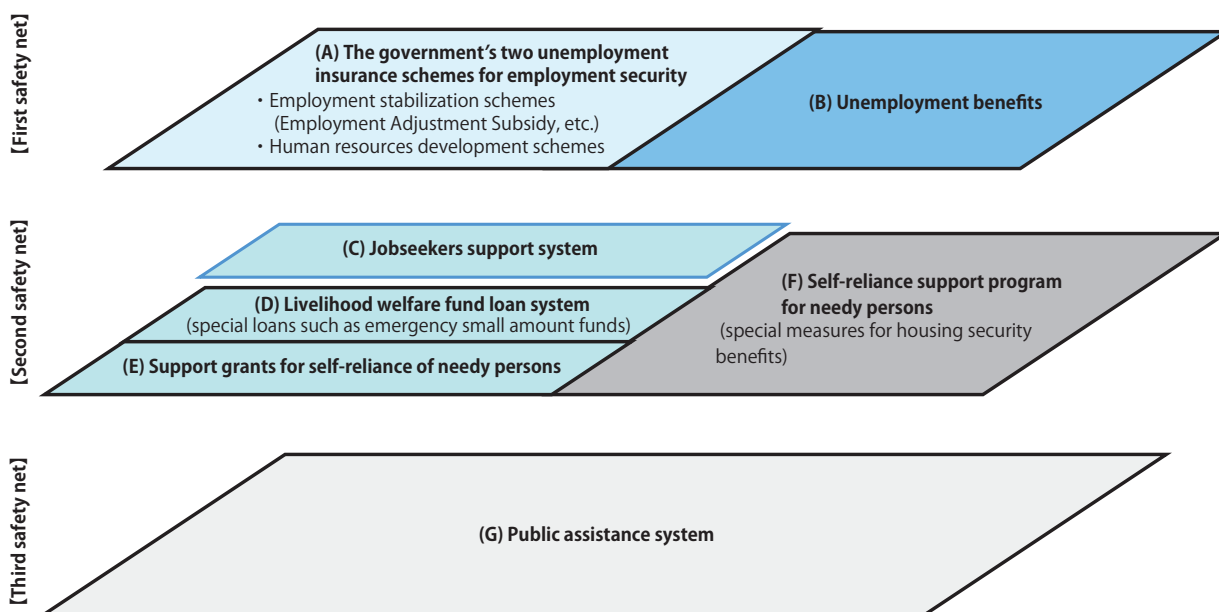 【First safety net】
(A) The government’s two unemployment
insurance schemes for employment security
・Employment stabilization schemes
(Employment Adjustment Subsidy, etc.)
・Human resources development schemes
(B) Unemployment benefits
【Second safety net】
(C) Jobseekers support system
(D) Livelihood welfare fund loan system
(special loans such as emergency small amount funds)
(E) Support grants for self-reliance of needy persons
(F) Self-reliance support program
for needy persons
(special measures for housing security
benefits)
【Third safety net】
(G) Public assistance system